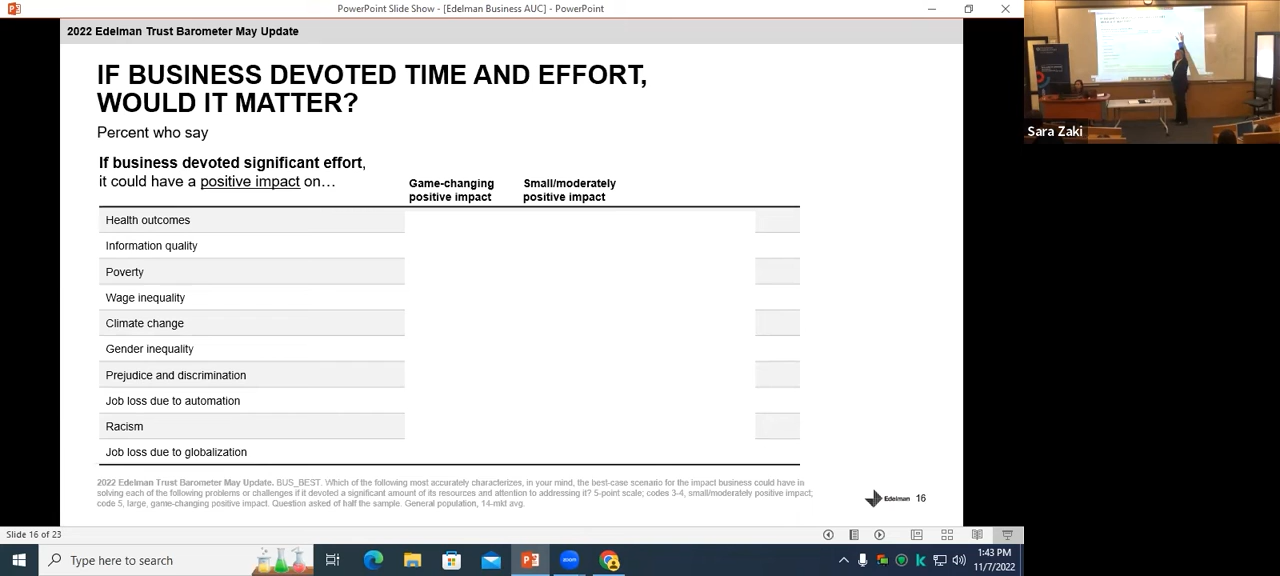 PowerPoint Slide Show - [Edelman Business AUC] - PowerPoint
2022 Edelman Trust Barometer May Update
IF BUSINESS DEVOTED TIME AND EFFORT,
WOULD IT MATTER?
Percent who say
If business devoted significant effort,
it could have a positive impact on…
Game-changing
positive impact
Small/moderately
positive impact
Health outcomes
Information quality
Poverty
Wage inequality
Climate change
Gender inequality
Prejudice and discrimination
Job loss due to automation
Racism
Job loss due to globalization
2022 Edelman Trust Barometer May Update. BUS_BEST. Which of the following most accurately characterizes, in your mind, the best-case scenario for the impact business could have in
solving each of the following problems or challenges if it devoted a significant amount of its resources and attention to addressing it? 5-point scale; codes 3-4, small/moderately positive impact;
code 5, large, game-changing positive impact. Question asked of half the sample. General population, 14-mkt avg.
Edelman 16
Sara Zaki
Slide 16 of 23
Type here to search
zoom
1:43 PM
11/7/2022